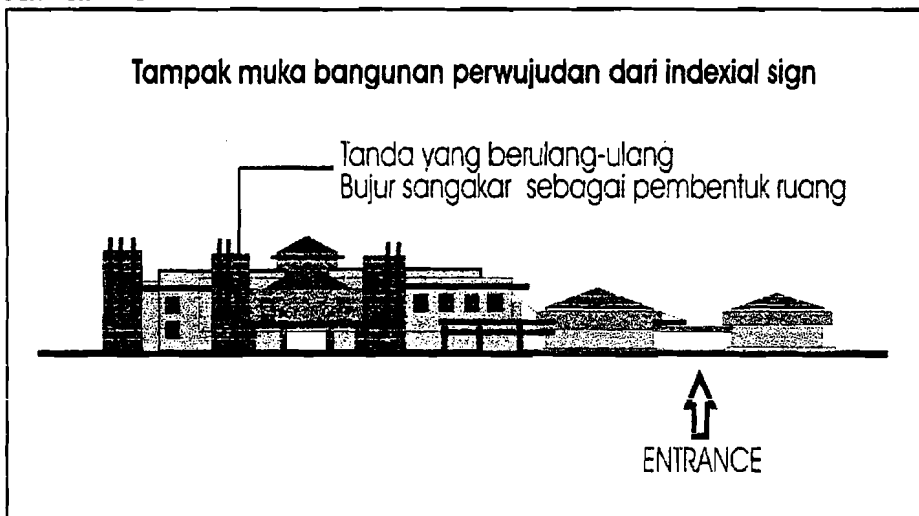 Tampak muka bangunan perwujudan dari indexial sign
Tanda yang berulang-ulang
Bujur sangakar sebagai pembentuk ruang
ENTRANCE